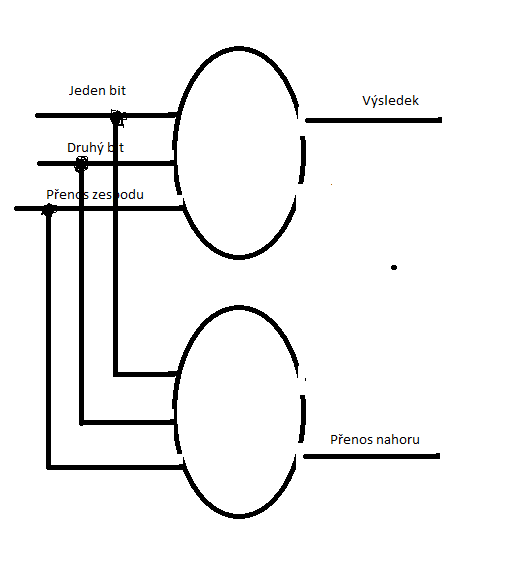 Jeden bit
Výsledek
Druhý bit
Přenos zespodu
Přenos nahoru